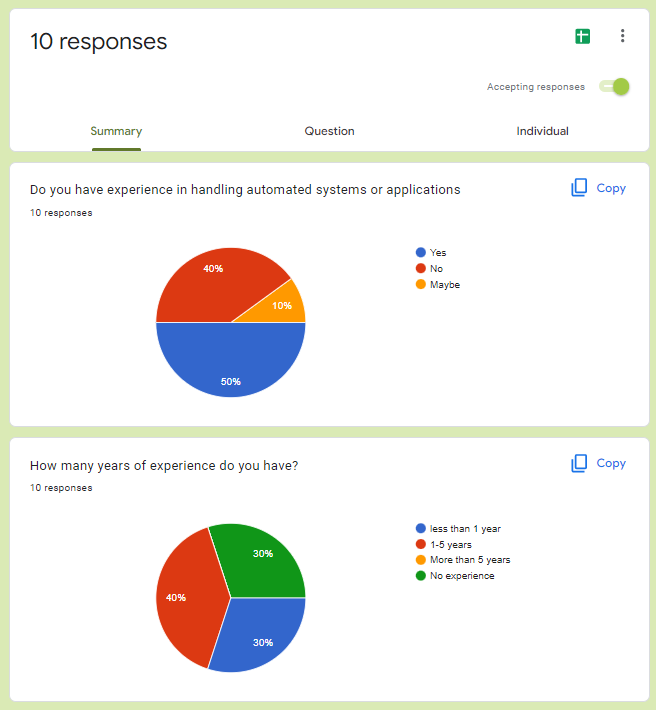 10 responses
Accepting responses
Summary
Question
Individual
Do you have experience in handling automated systems or applications
Copy
10 responses
40%
10%
50%
Yes
No
Maybe
How many years of experience do you have?
Copy
10 responses
30%
40%
30%
less than 1 year
1-5 years
More than 5 years
No experience